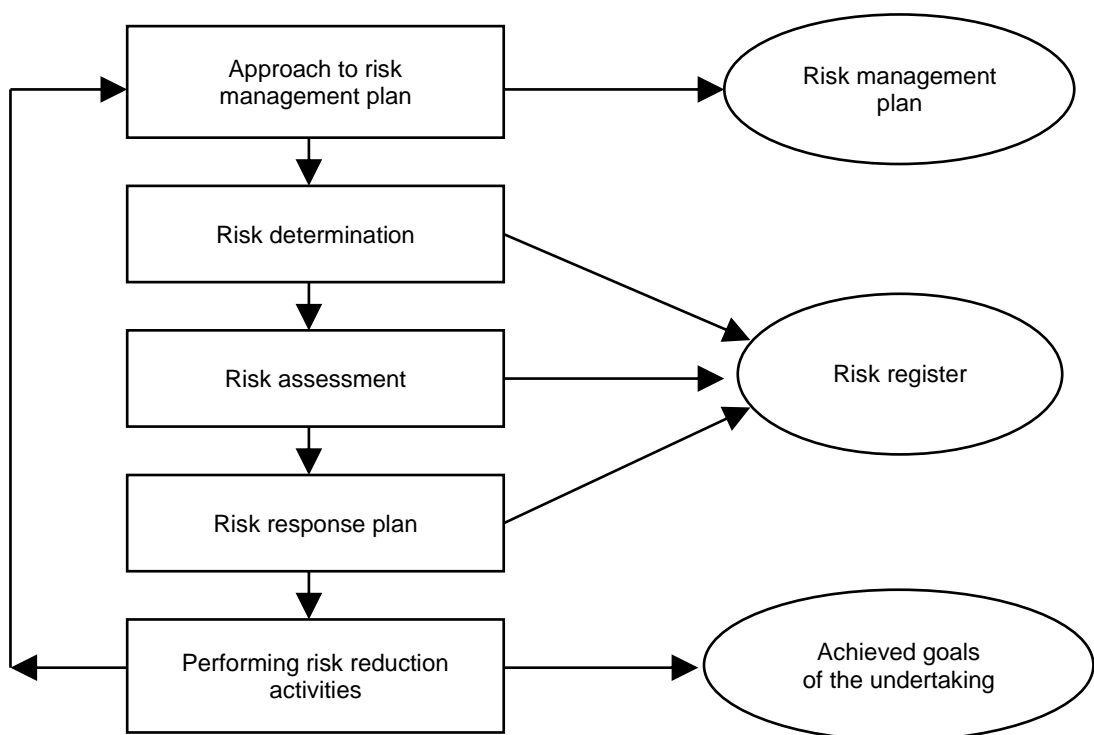 Approach to risk
management plan
Risk management
plan
Risk determination
Risk assessment
Risk register
Risk response plan
Performing risk reduction
activities
Achieved goals
of the undertaking